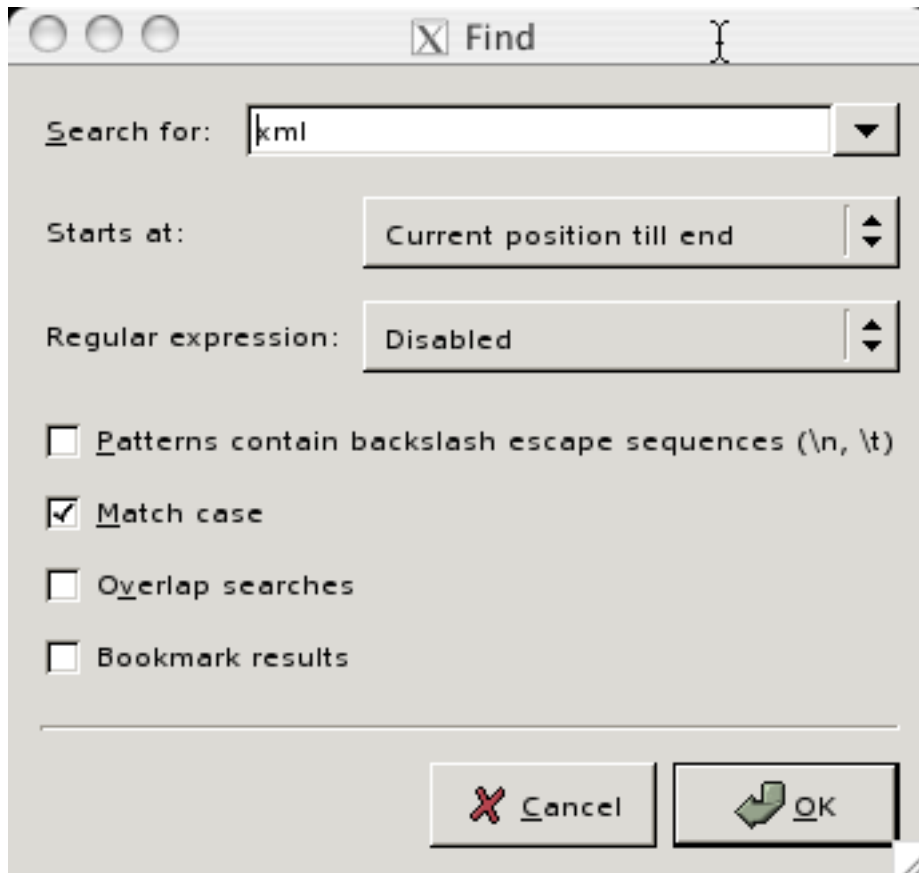 X Find
Search for: xml
Starts at: Current position till end
Regular expression: Disabled
Patterns contain backslash escape sequences (\n, \t)
Match case
Overlap searches
Bookmark results
Cancel OK